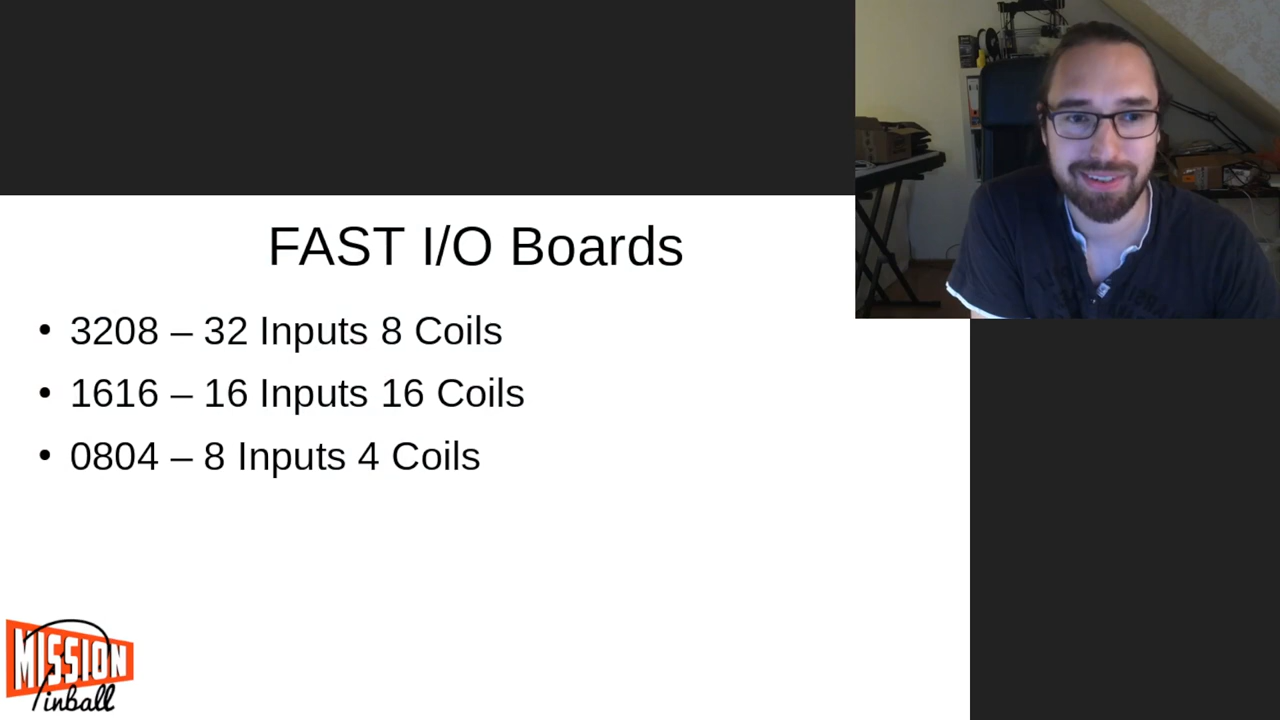 FAST I/O Boards
• 3208 – 32 Inputs 8 Coils
• 1616 – 16 Inputs 16 Coils
• 0804 – 8 Inputs 4 Coils
MISSION
Pinball